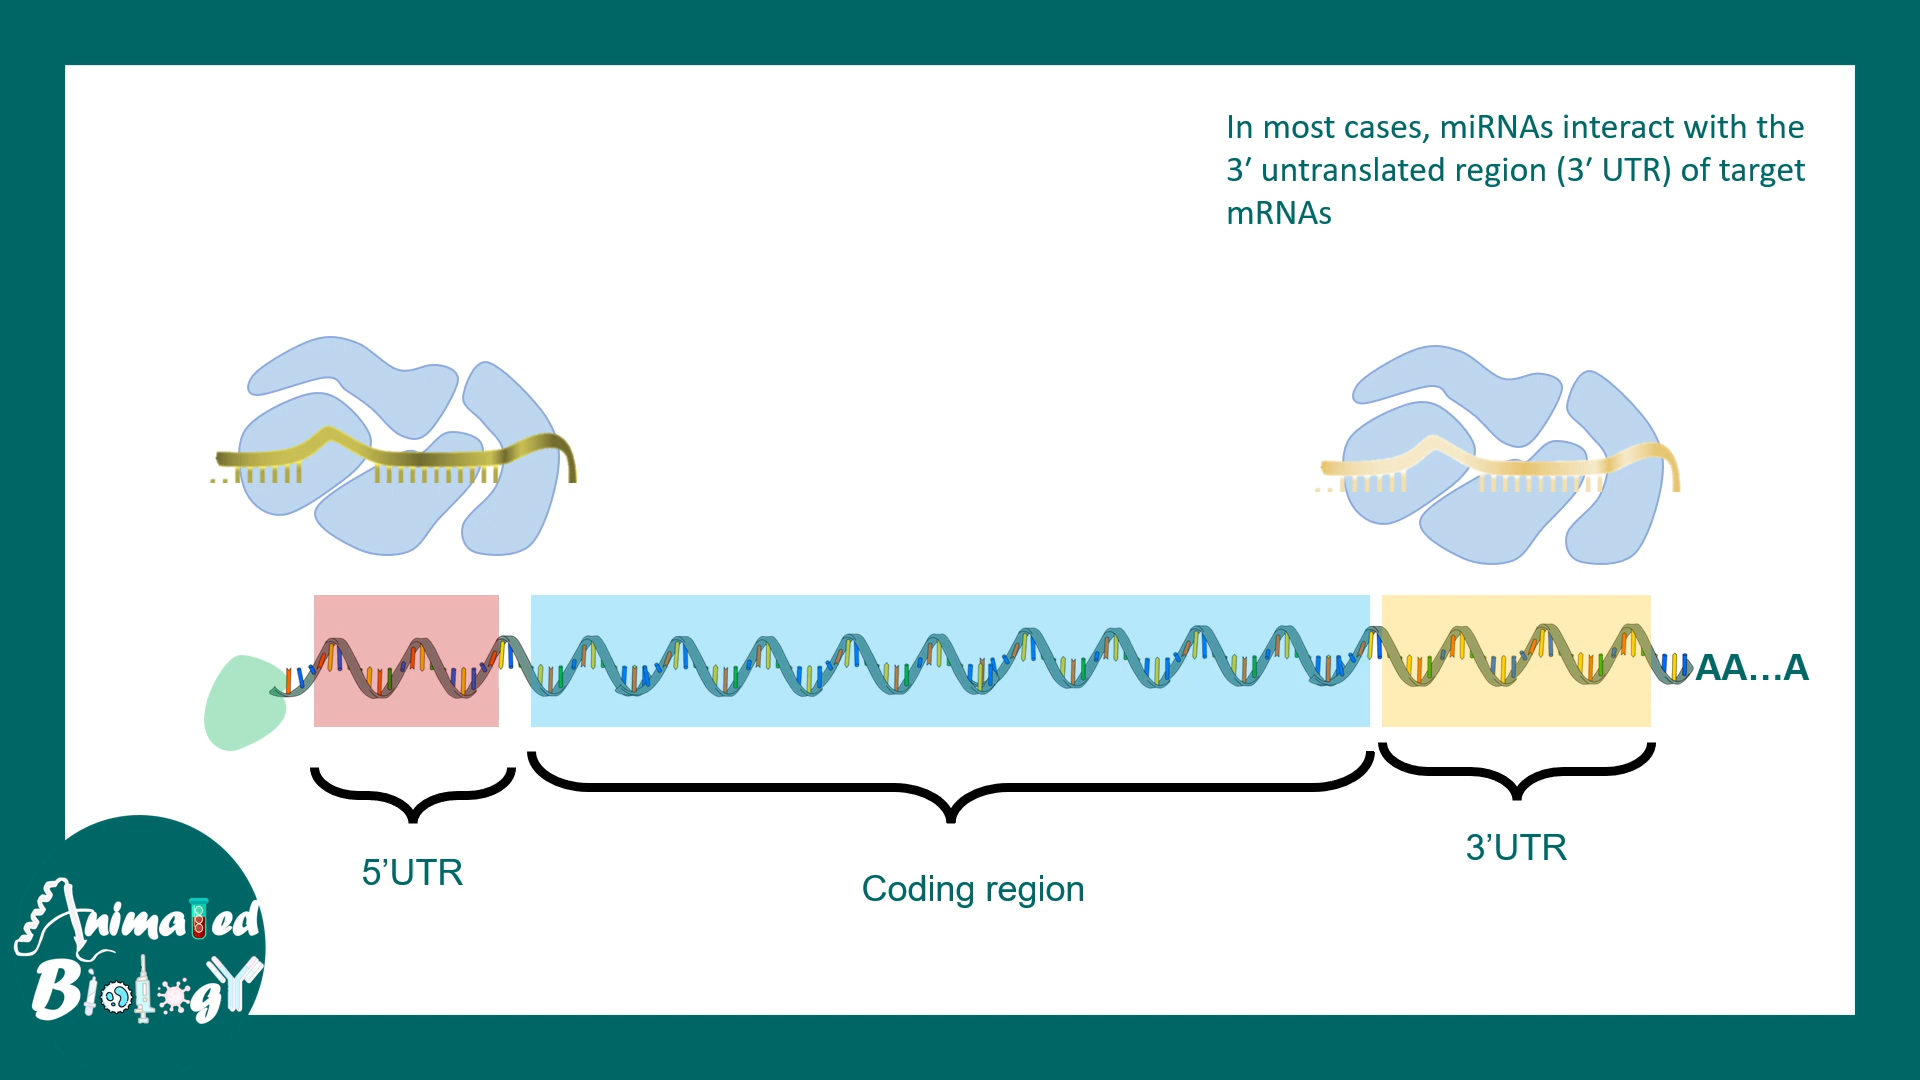 In most cases, miRNAs interact with the
3′ untranslated region (3′ UTR) of target
mRNAs
AA...A
5’UTR
Coding region
3’UTR
Animated
Biology